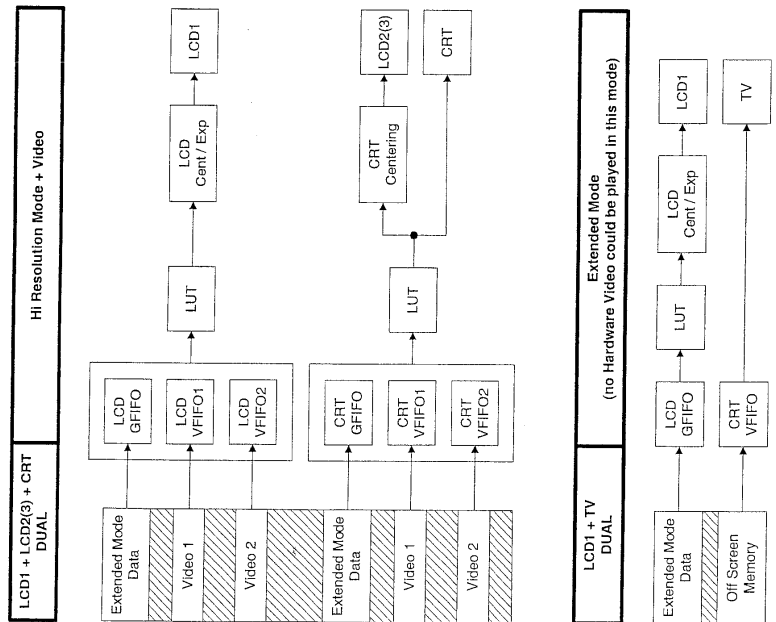 LCD1 + LCD2(3) + CRT
DUAL
Hi Resolution Mode + Video
Extended Mode
Data
Video 1
Video 2
Extended Mode
Data
Video 1
Video 2
LCD
GFIFO
LCD
VFIFO1
LCD
VFIFO2
CRT
GFIFO
CRT
VFIFO1
CRT
VFIFO2
LUT
LUT
LCD
Cent / Exp
CRT
Centering
LCD1
LCD2(3)
CRT
LCD1 + TV
DUAL
Extended Mode
(no Hardware Video could be played in this mode)
Extended Mode
Data
Off Screen
Memory
LCD
GFIFO
CRT
VFIFO
LUT
LCD
Cent / Exp
LCD1
TV